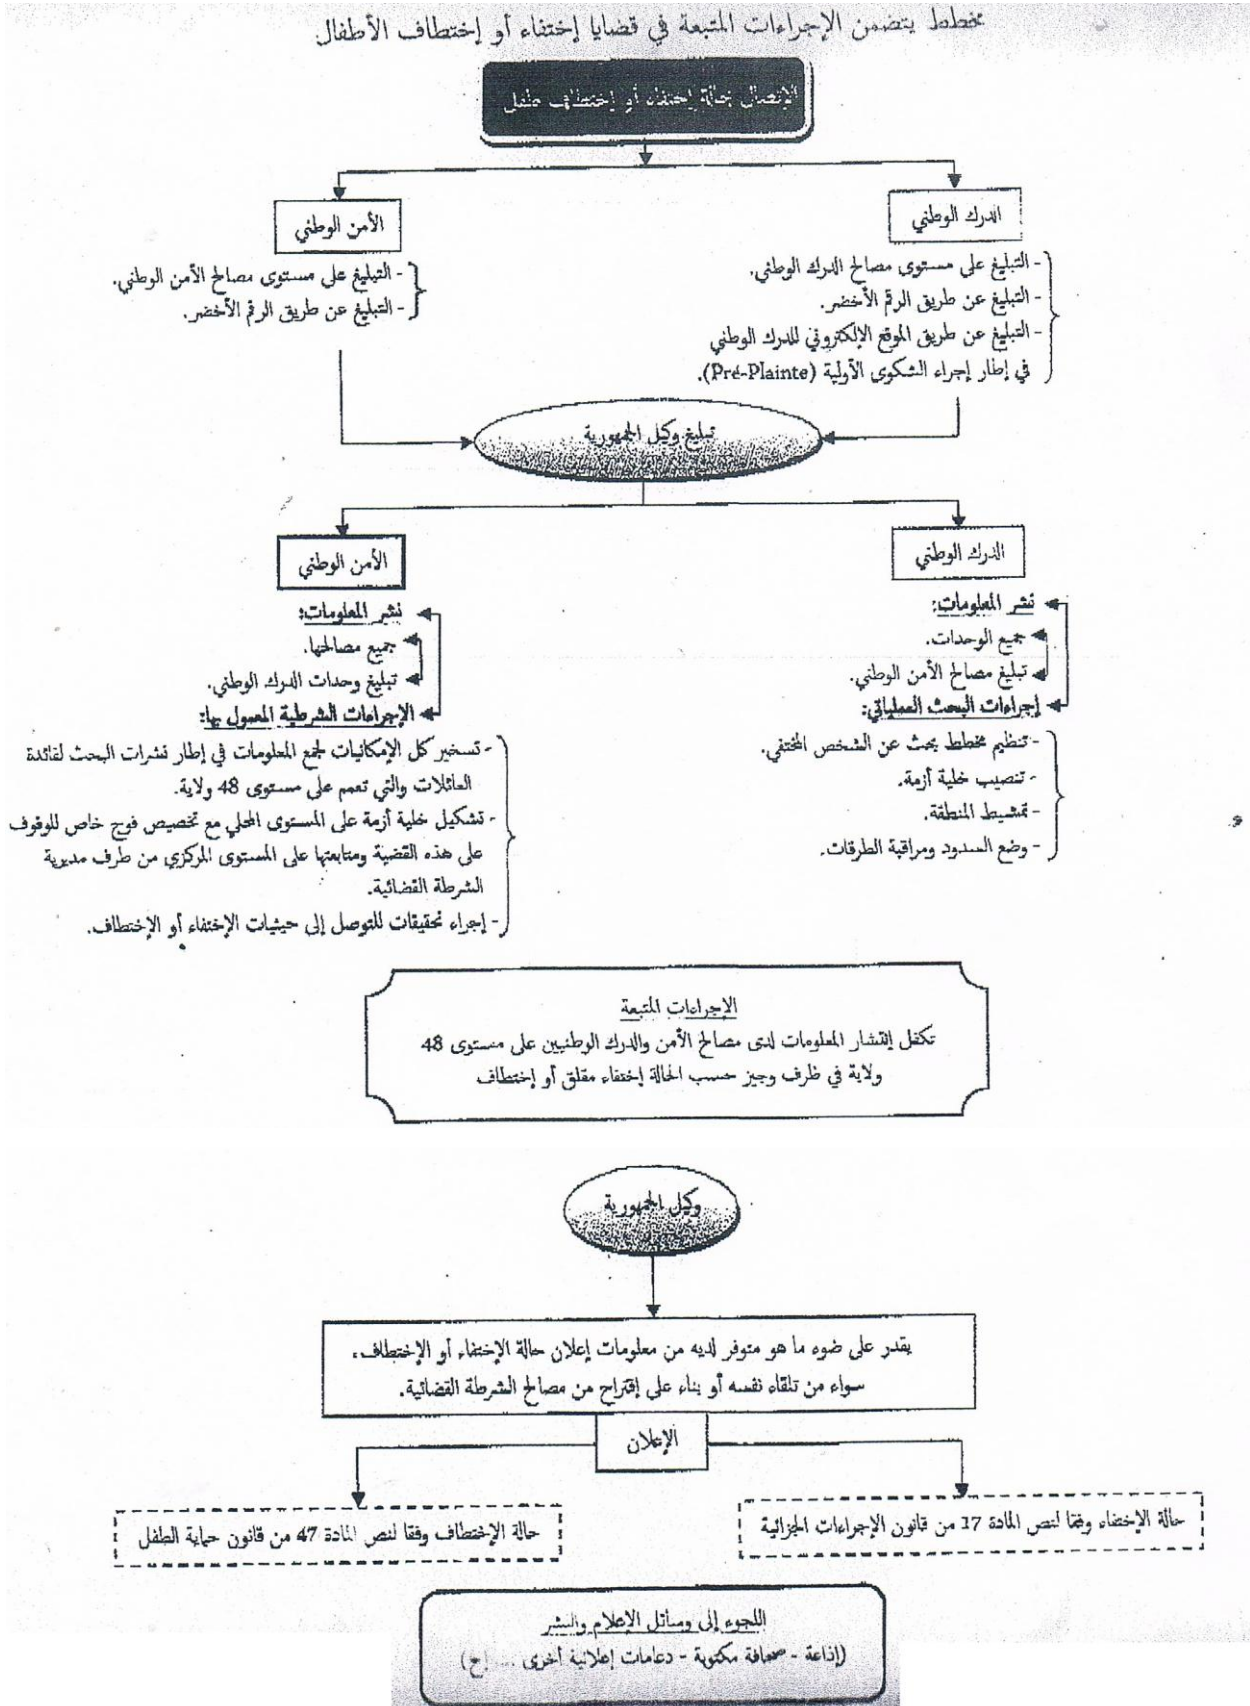 مخطط يتضمن الإجراءات المتبعة في قضايا إختفاء أو إختطاف الأطفال
الإتصال بحالة إختفاء أو إختطاف طفل
الدرك الوطني
- التبليغ على مستوى مصالح الدرك الوطني.
- التبليغ عن طريق الرقم الأخضر.
- التبليغ عن طريق الموقع الإلكتروني للدرك الوطني
في إطار إجراء الشكوى الأولية (Pré-Plainte).
الأمن الوطني
- التبليغ على مستوى مصالح الأمن الوطني.
- التبليغ عن طريق الرقم الأخضر.
تبليغ وكيل الجمهورية
الدرك الوطني
نشر المعلومات:
جميع الوحدات.
تبليغ مصالح الأمن الوطني.
إجراءات البحث العملياتي:
- تنظيم مخطط بحث عن الشخص المختفي.
- تنصيب خلية أزمة.
- تمشيط المنطقة.
- وضع السدود ومراقبة الطرقات.
الأمن الوطني
نشر المعلومات:
جميع مصالحها.
تبليغ وحدات الدرك الوطني.
الإجراءات الشرطية المعمول بها:
- تسخير كل الإمكانيات لجمع المعلومات في إطار نشرات البحث لفائدة
العائلات والتي تعمم على مستوى 48 ولاية.
- تشكيل خلية أزمة على المستوى المحلي مع تخصيص فوج خاص للوقوف
على هذه القضية ومتابعتها على المستوى المركزي من طرف مديرية
الشرطة القضائية.
- إجراء تحقيقات للتوصل إلى حيثيات الإختفاء أو الإختطاف.
الإجراءات المتبعة
تكفل إنتشار المعلومات لدى مصالح الأمن والدرك الوطنيين على مستوى 48
ولاية في ظرف وجيز حسب الحالة إختفاء مقلق أو إختطاف
وكيل الجمهورية
يقدر على ضوء ما هو متوفر لديه من معلومات إعلان حالة الإختفاء أو الإختطاف،
سواء من تلقاء نفسه أو بناء على إقتراح من مصالح الشرطة القضائية.
الإعلان
حالة الإختفاء وفقا لنص المادة 17 من قانون الإجراءات الجزائية
حالة الإختطاف وفقا لنص المادة 47 من قانون حماية الطفل
اللجوء إلى وسائل الإعلام والنشر
(إذاعة - صحافة مكتوبة - دعامات إعلانية أخرى ... إلخ)